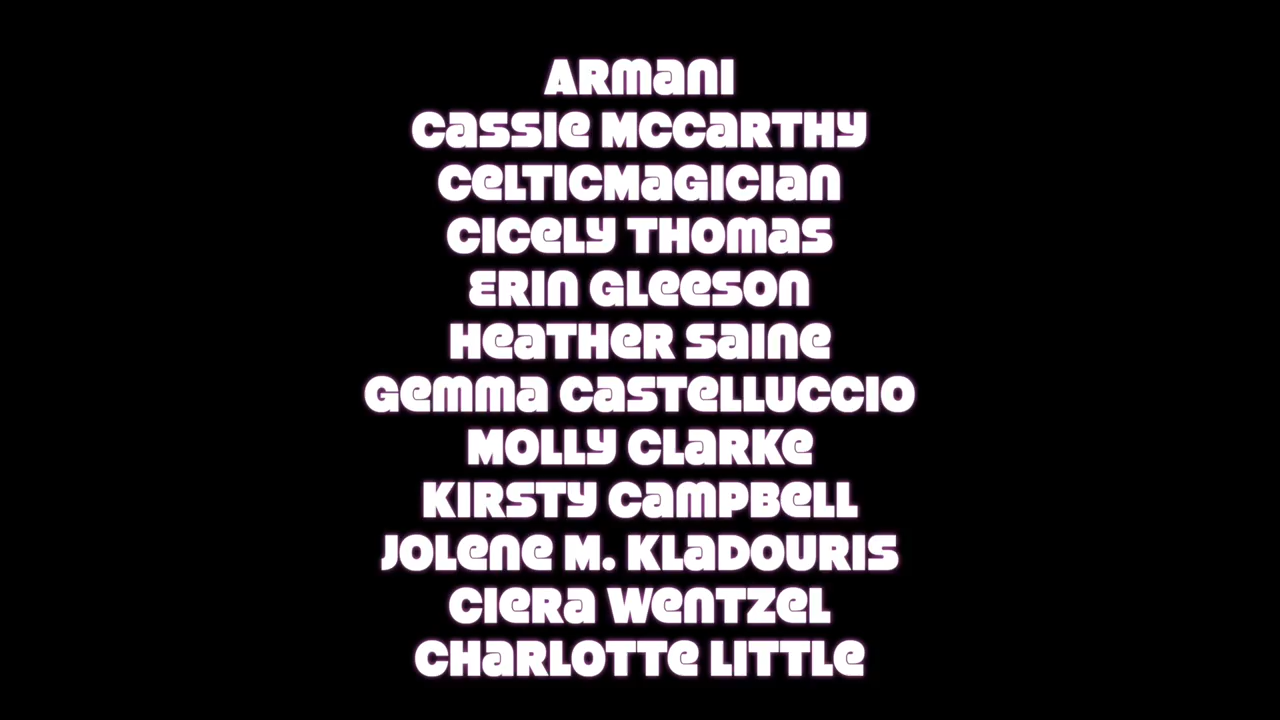 Armani
Cassie McCarthy
CelticMagician
Cicely Thomas
Erin Gleeson
Heather Saine
Gemma Castelluccio
Molly Clarke
Kirsty Campbell
Jolene M. Kladouris
Ciera Wentzel
Charlotte Little